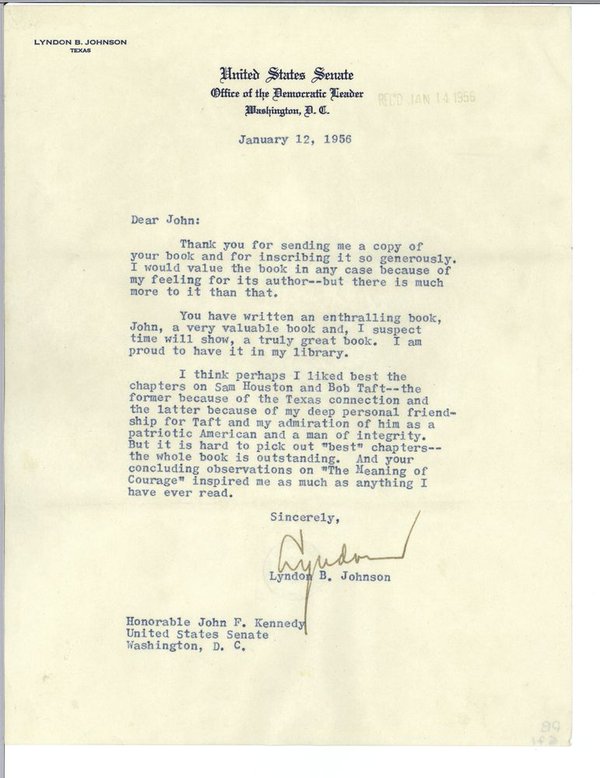 LYNDON B. JOHNSON
TEXAS
United States Senate
Office of the Democratic Leader
Washington, D. C.
REC'D JAN 14 1956
January 12, 1956
Dear John:
Thank you for sending me a copy of
your book and for inscribing it so generously.
I would value the book in any case because of
my feeling for its author--but there is much
more to it than that.
You have written an enthralling book,
John, a very valuable book and, I suspect
time will show, a truly great book. I am
proud to have it in my library.
I think perhaps I liked best the
chapters on Sam Houston and Bob Taft--the
former because of the Texas connection and
the latter because of my deep personal friend-
ship for Taft and my admiration of him as a
patriotic American and a man of integrity.
But it is hard to pick out "best" chapters--
the whole book is outstanding. And your
concluding observations on "The Meaning of
Courage" inspired me as much as anything I
have ever read.
Sincerely,
Lyndon
Lyndon B. Johnson
Honorable John F. Kennedy
United States Senate
Washington, D. C.